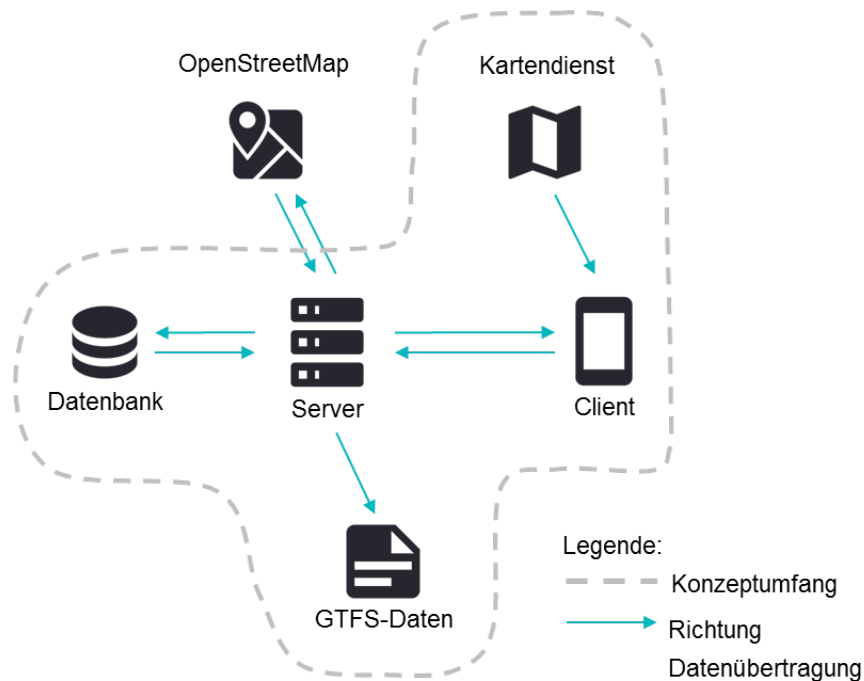 OpenStreetMap
Kartendienst
Datenbank
Server
Client
GTFS-Daten
Legende:
Konzeptumfang
Richtung
Datenübertragung